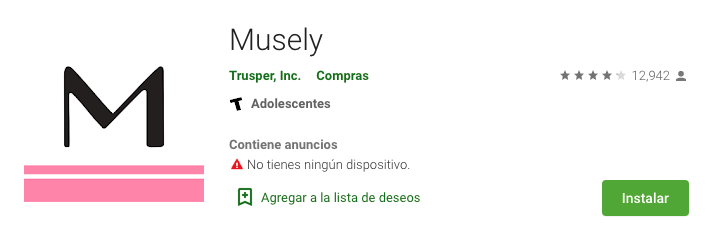 M
Musely
Trusper, Inc. Compras
12,942
T Adolescentes
Contiene anuncios
No tienes ningún dispositivo.
Agregar a la lista de deseos
Instalar